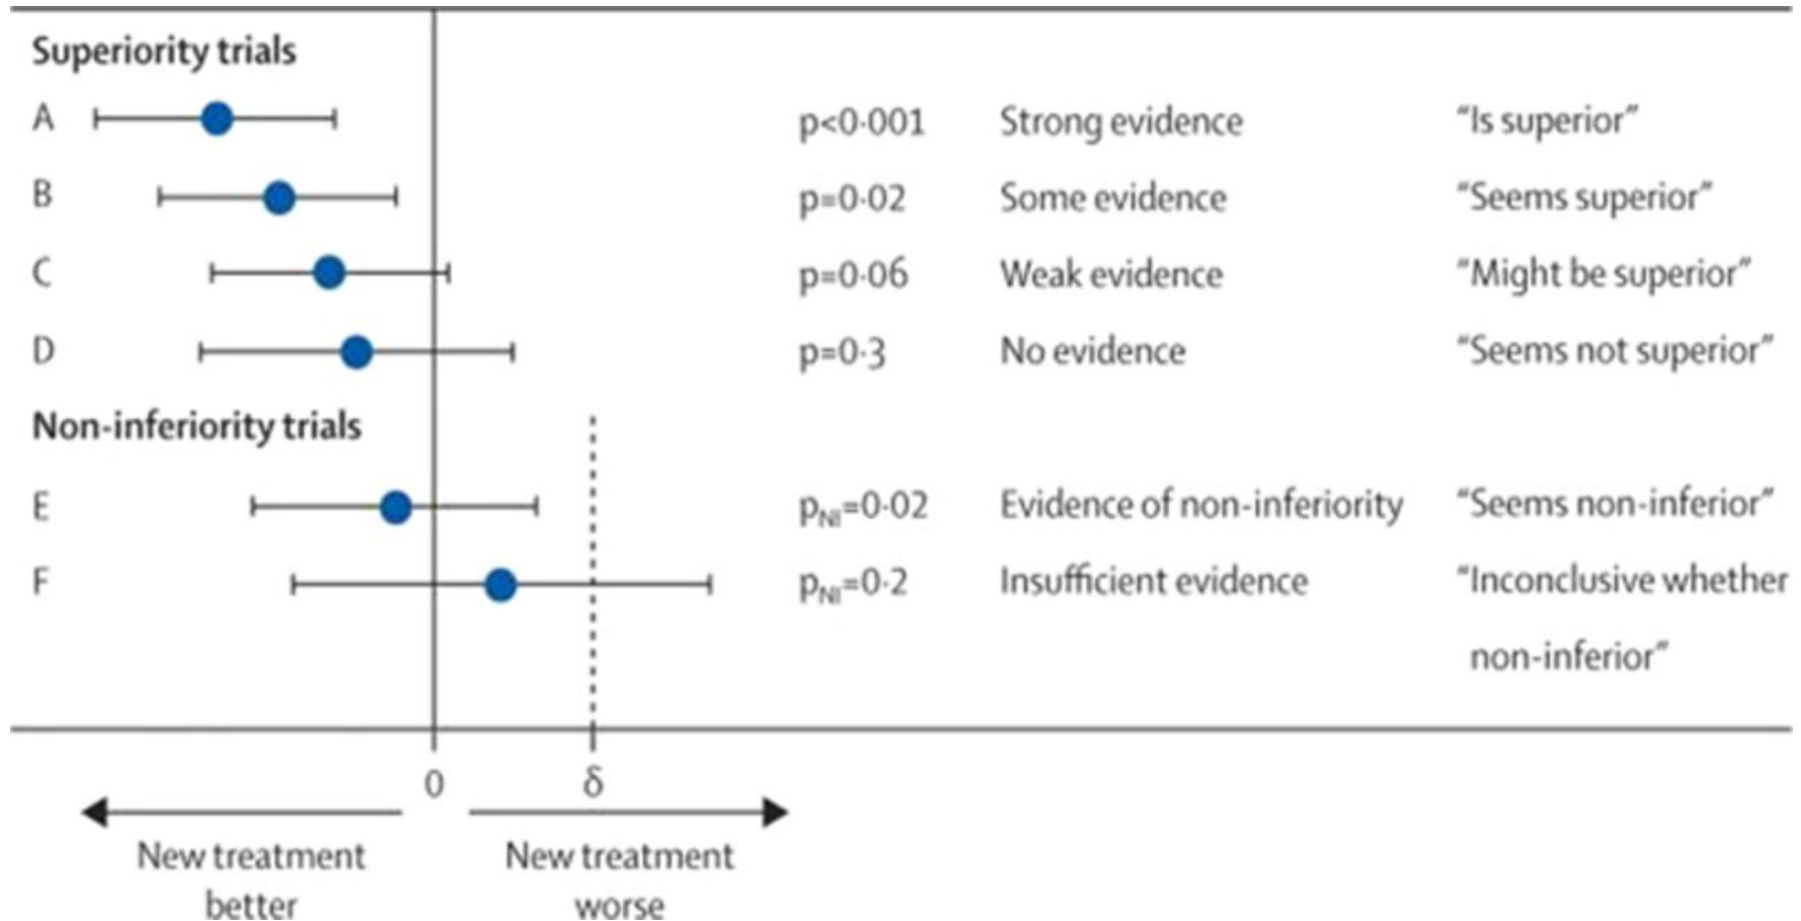 Superiority trials
A p<0·001 Strong evidence “Is superior”
B p=0·02 Some evidence “Seems superior”
C p=0·06 Weak evidence “Might be superior”
D p=0·3 No evidence “Seems not superior”
Non-inferiority trials
E pNI=0·02 Evidence of non-inferiority “Seems non-inferior”
F pNI=0·2 Insufficient evidence “Inconclusive whether
non-inferior”
0 δ
New treatment New treatment
better worse